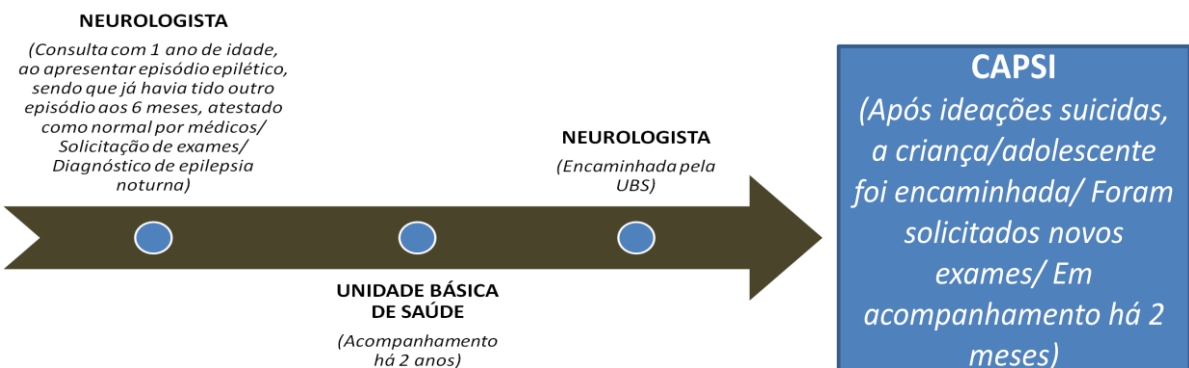 NEUROLOGISTA
(Consulta com 1 ano de idade,
ao apresentar episódio epilético,
sendo que já havia tido outro
episódio aos 6 meses, atestado
como normal por médicos/
Solicitação de exames/
Diagnóstico de epilepsia
noturna)
UNIDADE BÁSICA
DE SAÚDE
(Acompanhamento
há 2 anos)
NEUROLOGISTA
(Encaminhada pela
UBS)
CAPSI
(Após ideações suicidas,
a criança/adolescente
foi encaminhada/ Foram
solicitados novos
exames/ Em
acompanhamento há 2
meses)